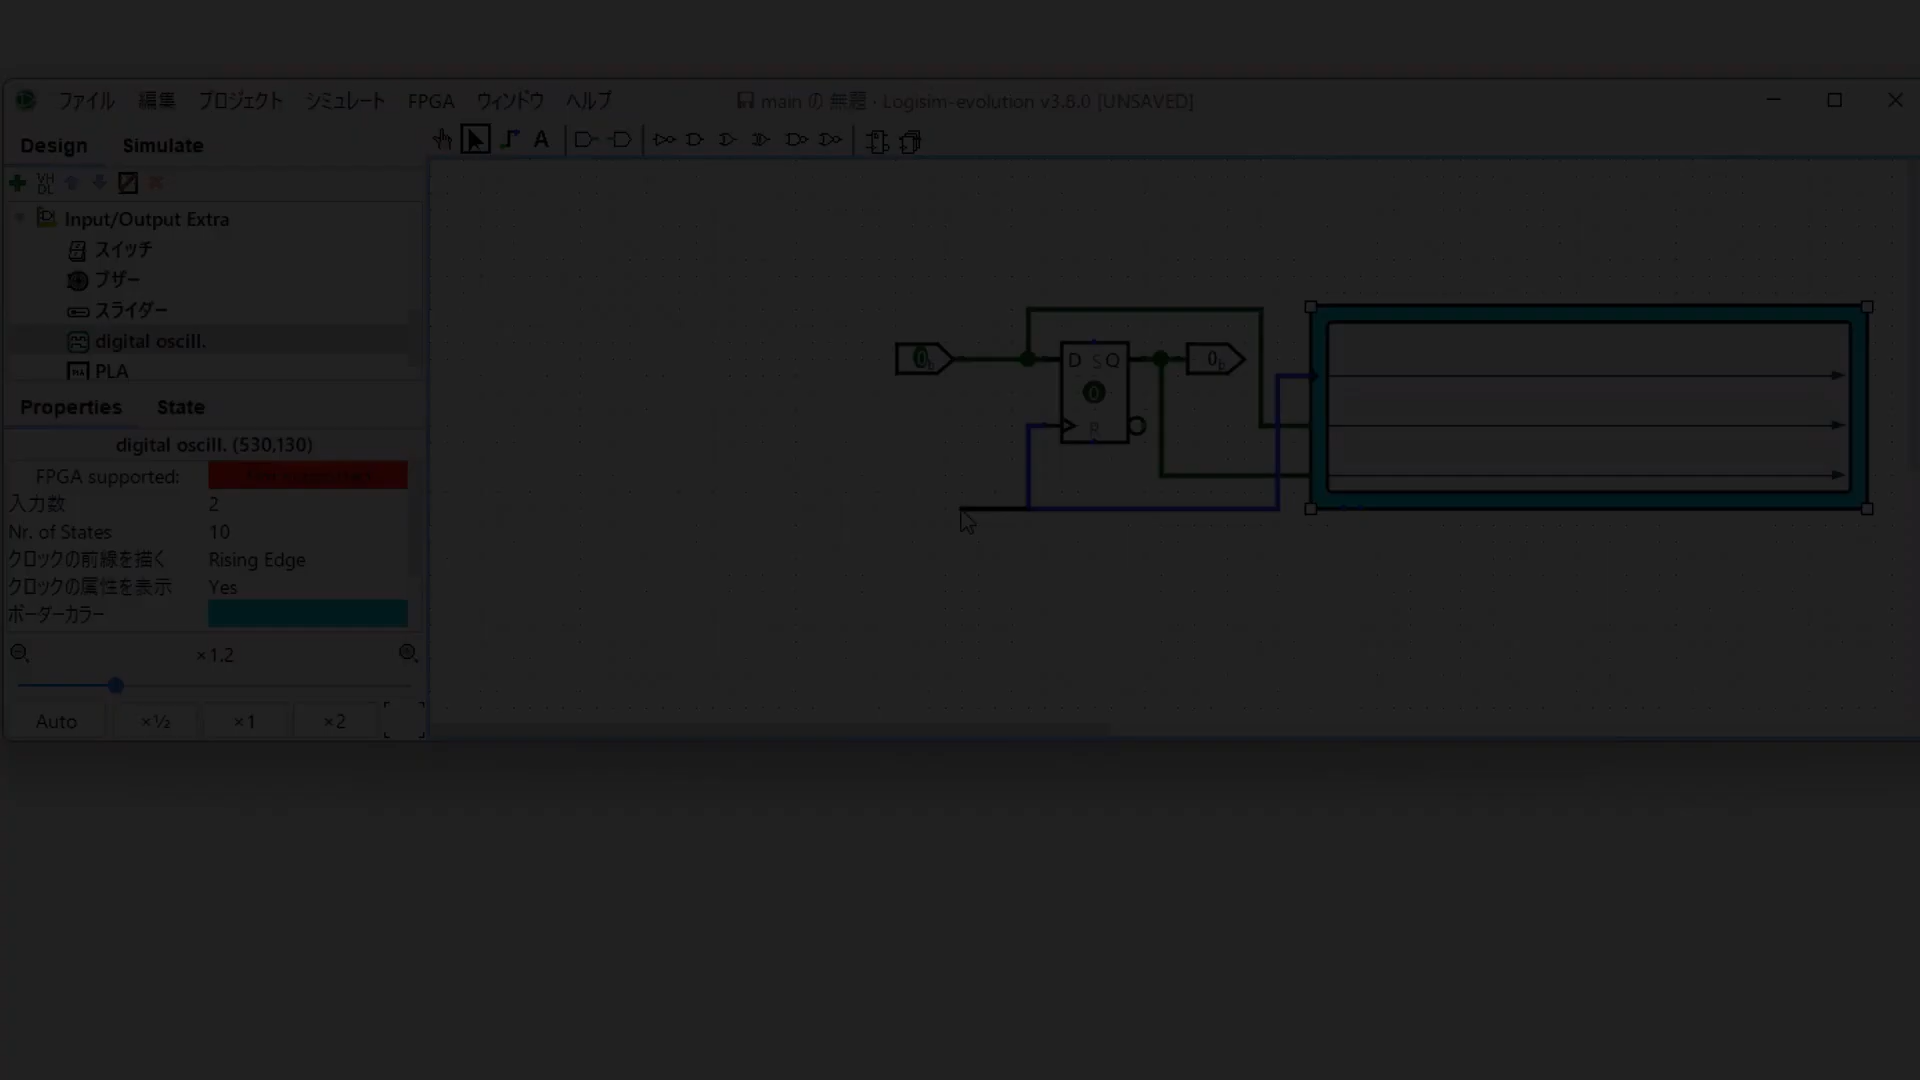 ファイル 編集 プロジェクト シミュレート FPGA ウィンドウ ヘルプ
main の 無題 · Logisim-evolution v3.8.0 [UNSAVED]
Design Simulate
A
VHDL
Input/Output Extra
スイッチ
ブザー
スライダー
digital oscill.
PLA
Properties State
digital oscill. (530,130)
FPGA supported:
入力数 2
Nr. of States 10
クロックの前線を描く Rising Edge
クロックの属性を表示 Yes
ボーダーカラー
×1.2
Auto ×½ ×1 ×2
0b D S Q 0b
0
R